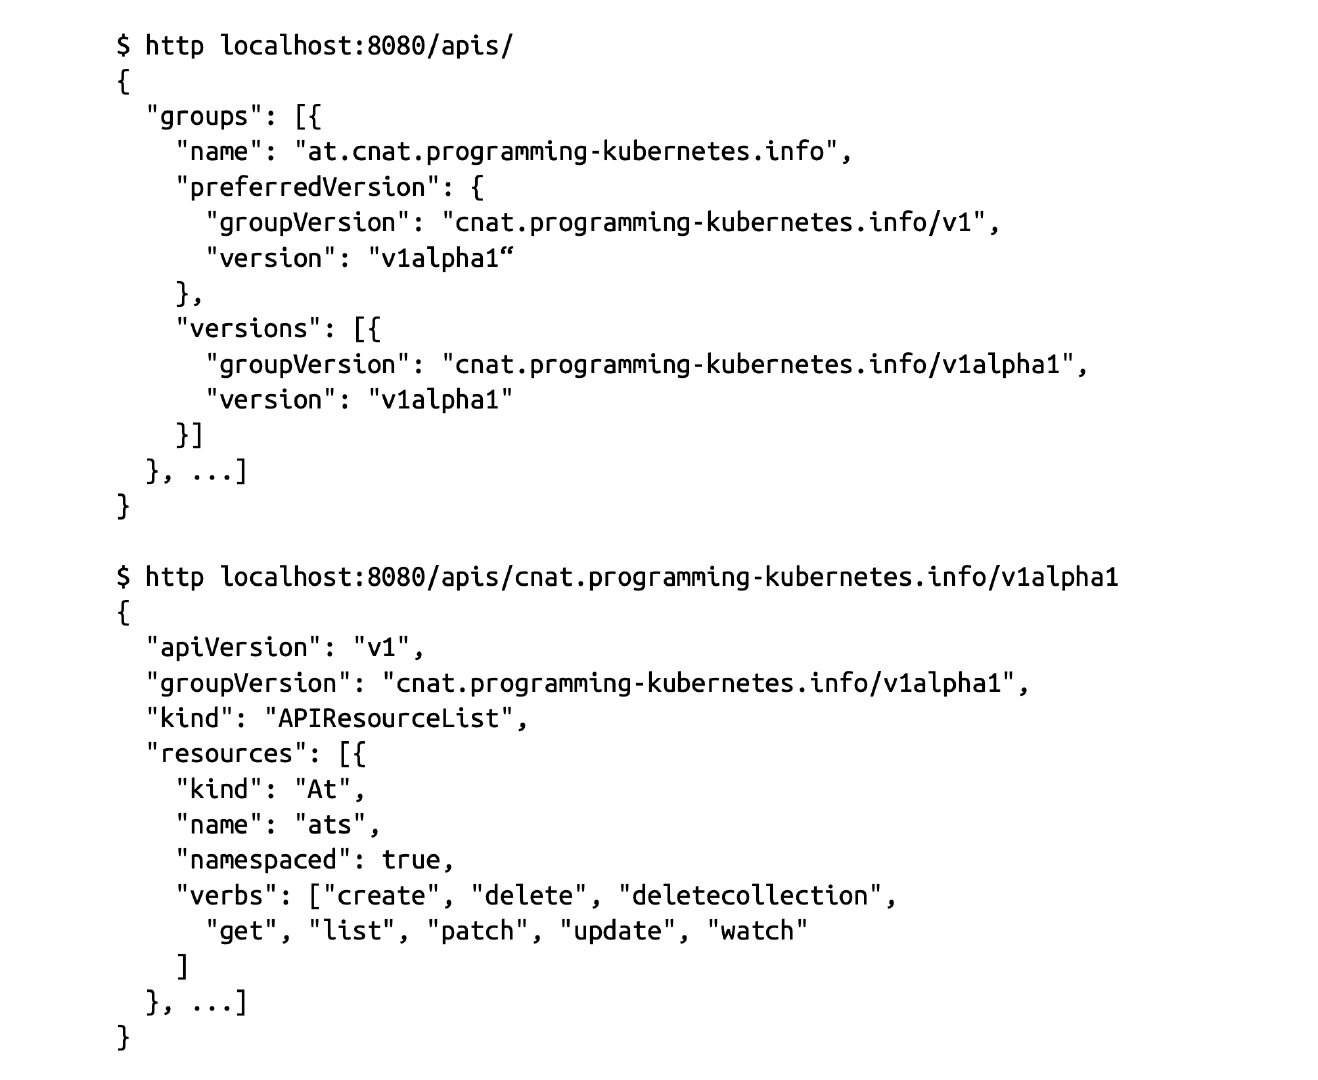 $ http localhost:8080/apis/
{
  "groups": [{
    "name": "at.cnat.programming-kubernetes.info",
    "preferredVersion": {
      "groupVersion": "cnat.programming-kubernetes.info/v1",
      "version": "v1alpha1“
    },
    "versions": [{
      "groupVersion": "cnat.programming-kubernetes.info/v1alpha1",
      "version": "v1alpha1"
    }]
  }, ...]
}

$ http localhost:8080/apis/cnat.programming-kubernetes.info/v1alpha1
{
  "apiVersion": "v1",
  "groupVersion": "cnat.programming-kubernetes.info/v1alpha1",
  "kind": "APIResourceList",
  "resources": [{
    "kind": "At",
    "name": "ats",
    "namespaced": true,
    "verbs": ["create", "delete", "deletecollection",
      "get", "list", "patch", "update", "watch"
    ]
  }, ...]
}